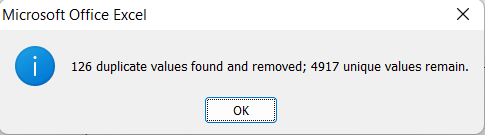 Microsoft Office Excel
126 duplicate values found and removed; 4917 unique values remain.
OK